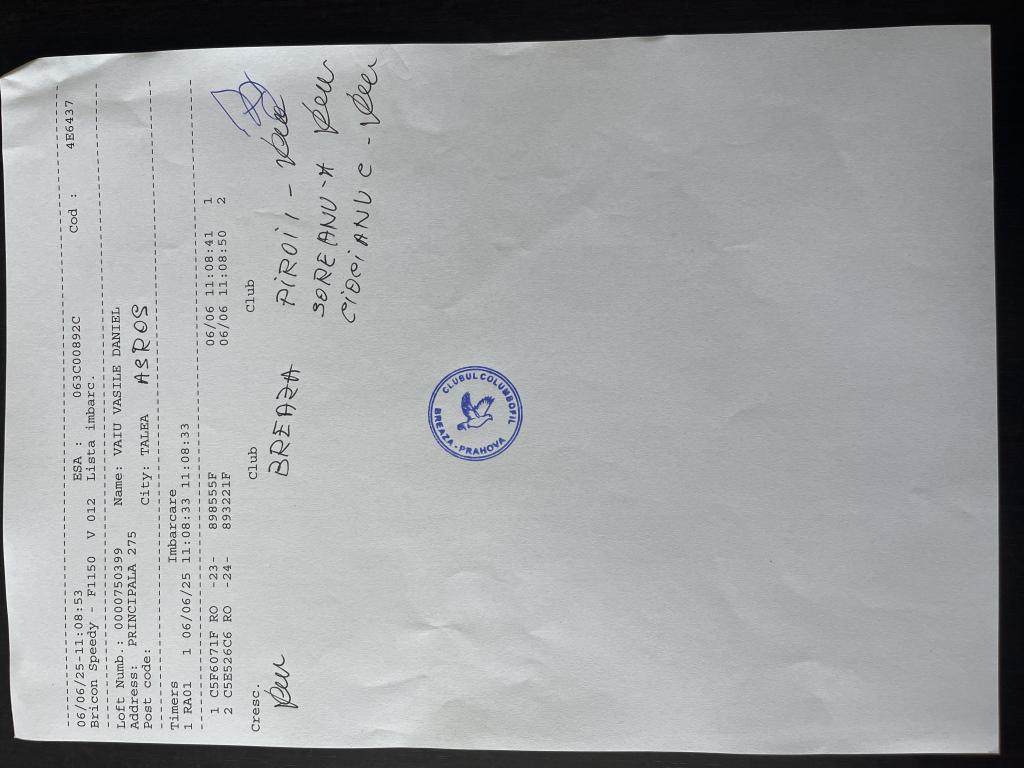 --------------------------------------------------------------------------------
06/06/25-11:08:53 ESA : 063C00892C Cod : 4E6437
Bricon Speedy - F1150 V 012 Lista imbarc.
--------------------------------------------------------------------------------
Loft Numb.: 0000750399 Name: VAIU VASILE DANIEL
Address: PRINCIPALA 275 City: TALEA ASROS
Post code:
--------------------------------------------------------------------------------
Timers Imbarcare
1 RA01 1 06/06/25 11:08:33 11:08:33
--------------------------------------------------------------------------------
1 C5F6071F RO -23- 898555F 06/06 11:08:41 1
2 C5E526C6 RO -24- 893221F 06/06 11:08:50 2
Cresc. Club Club
BREAZA PIROI -
SOREANU-A
CIOCIANU C -
CLUBUL COLUMBOFIL
BREAZA - PRAHOVA